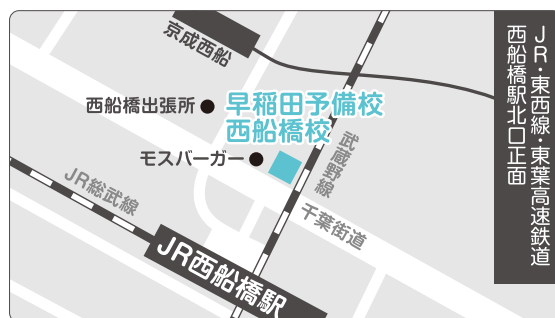 JR・東西線・東葉高速鉄道
西船橋駅北口正面
京成西船
西船橋出張所
早稲田予備校
西船橋校
モスバーガー
武蔵野線
JR総武線
千葉街道
JR西船橋駅